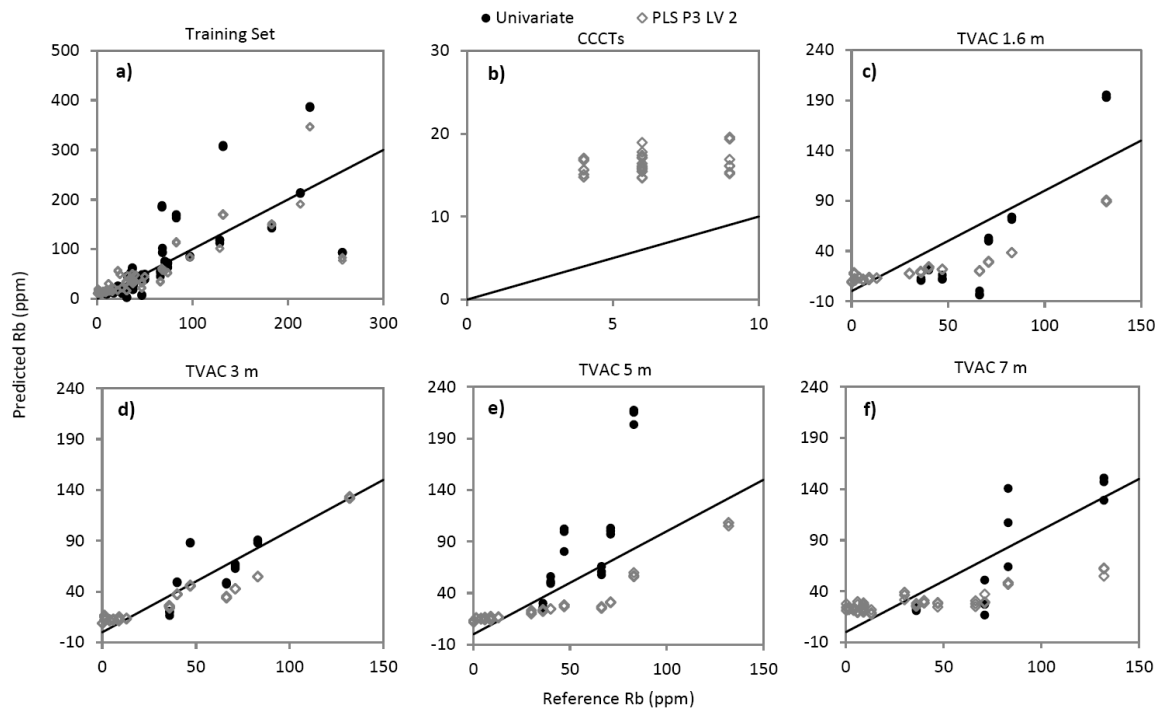 Univariate PLS P3 LV 2
Training Set
CCCTs
TVAC 1.6 m
a)
b)
c)
500
400
300
200
100
0
0 100 200 300
30
20
10
0
0 5 10
240
190
140
90
40
-10
0 50 100 150
Predicted Rb (ppm)
TVAC 3 m
TVAC 5 m
TVAC 7 m
d)
e)
f)
240
190
140
90
40
-10
0 50 100 150
240
190
140
90
40
-10
0 50 100 150
240
190
140
90
40
-10
0 50 100 150
Reference Rb (ppm)